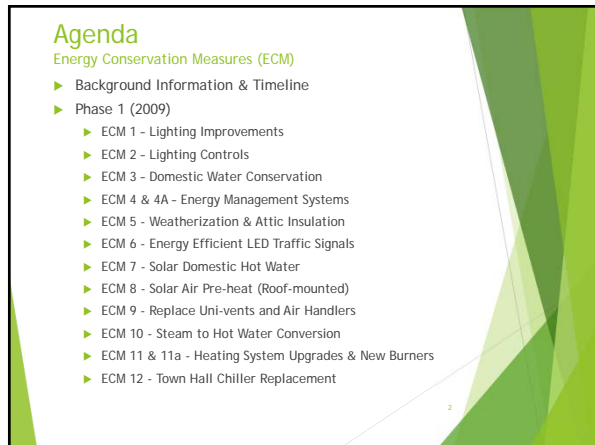 Agenda
Energy Conservation Measures (ECM)
Background Information & Timeline
Phase 1 (2009)
ECM 1 - Lighting Improvements
ECM 2 - Lighting Controls
ECM 3 - Domestic Water Conservation
ECM 4 & 4A - Energy Management Systems
ECM 5 - Weatherization & Attic Insulation
ECM 6 - Energy Efficient LED Traffic Signals
ECM 7 - Solar Domestic Hot Water
ECM 8 - Solar Air Pre-heat (Roof-mounted)
ECM 9 - Replace Uni-vents and Air Handlers
ECM 10 - Steam to Hot Water Conversion
ECM 11 & 11a - Heating System Upgrades & New Burners
ECM 12 - Town Hall Chiller Replacement
2